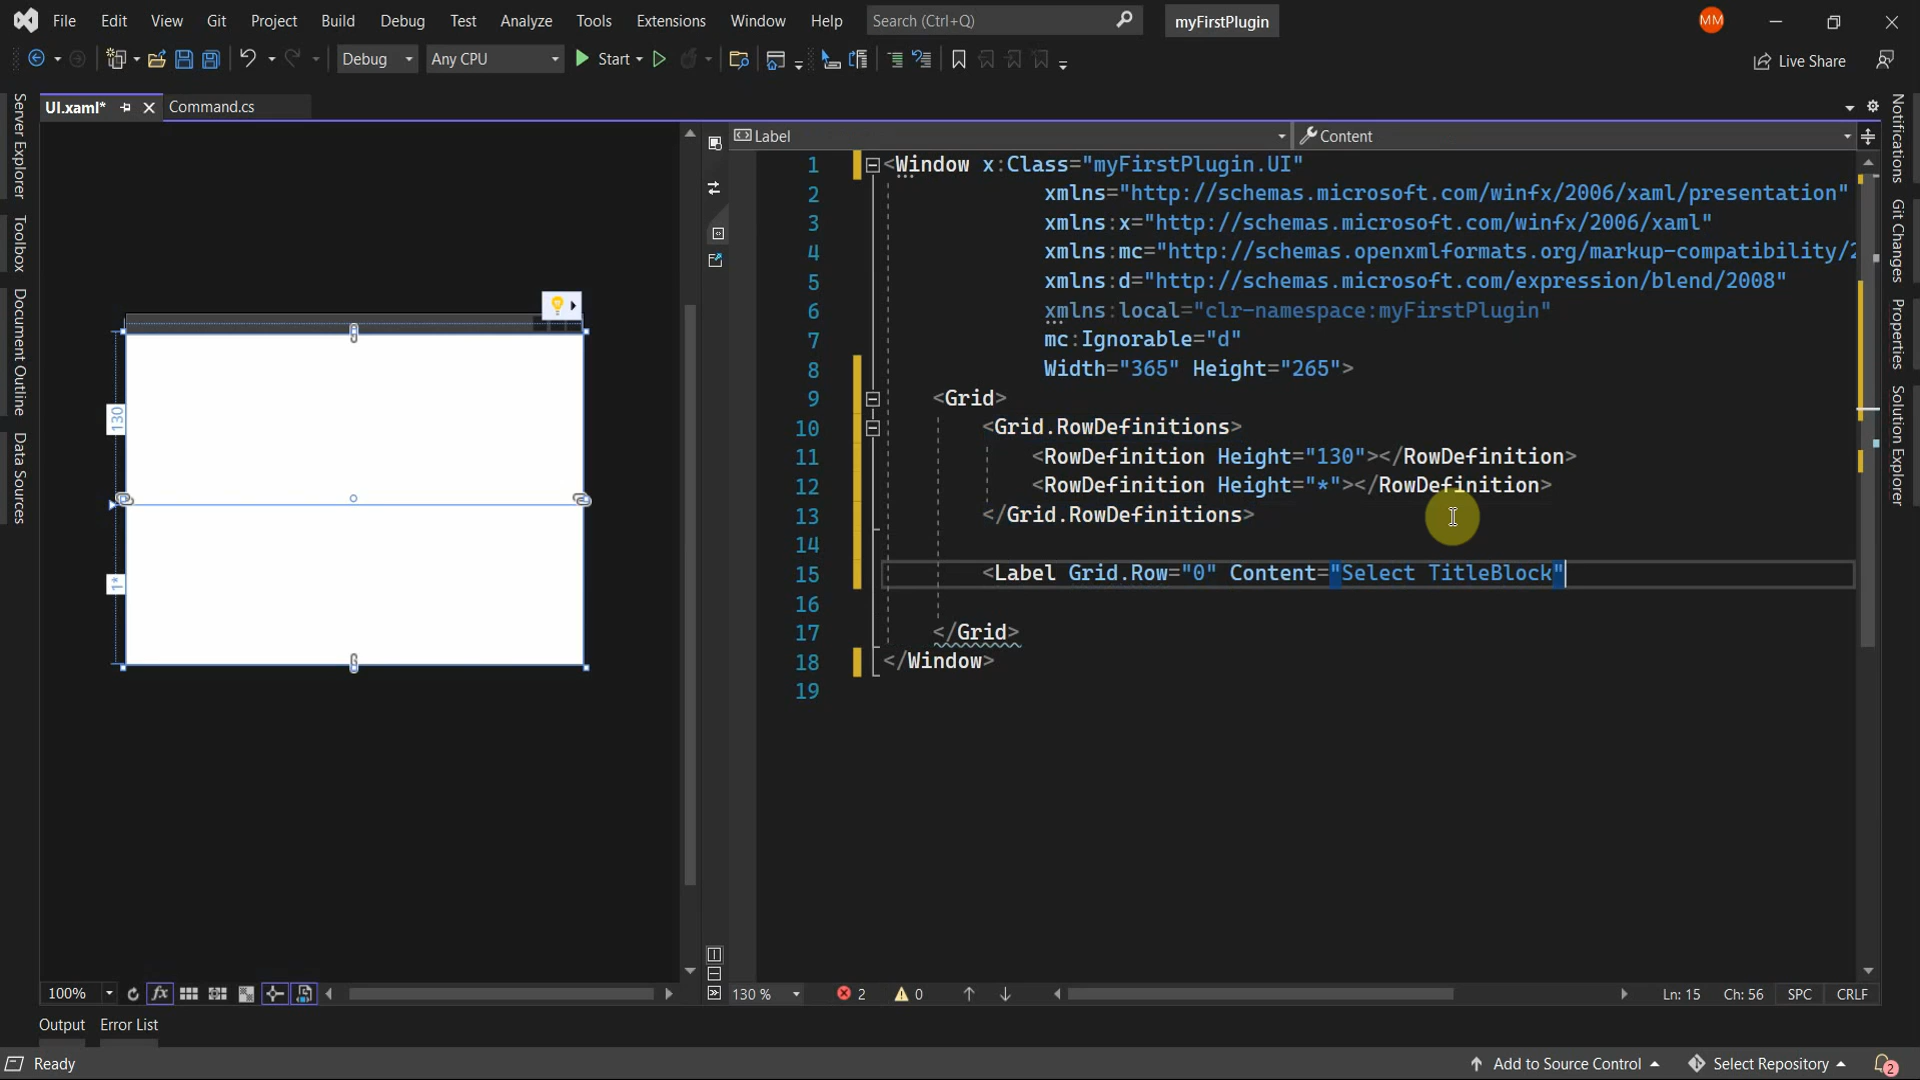 File Edit View Git Project Build Debug Test Analyze Tools Extensions Window Help Search (Ctrl+Q) myFirstPlugin MM
Debug Any CPU Start Live Share
UI.xaml* Command.cs
Server Explorer
Toolbox
Document Outline
Data Sources
130
1*
Label Content
1 <Window x:Class="myFirstPlugin.UI"
2 xmlns="http://schemas.microsoft.com/winfx/2006/xaml/presentation"
3 xmlns:x="http://schemas.microsoft.com/winfx/2006/xaml"
4 xmlns:mc="http://schemas.openxmlformats.org/markup-compatibility/2
5 xmlns:d="http://schemas.microsoft.com/expression/blend/2008"
6 xmlns:local="clr-namespace:myFirstPlugin"
7 mc:Ignorable="d"
8 Width="365" Height="265">
9 <Grid>
10 <Grid.RowDefinitions>
11 <RowDefinition Height="130"></RowDefinition>
12 <RowDefinition Height="*"></RowDefinition>
13 </Grid.RowDefinitions>
14
15 <Label Grid.Row="0" Content="Select TitleBlock"
16
17 </Grid>
18 </Window>
19
Notifications
Git Changes
Properties
Solution Explorer
100% fx 130 % 2 0 Ln: 15 Ch: 56 SPC CRLF
Output Error List
Ready Add to Source Control Select Repository 2